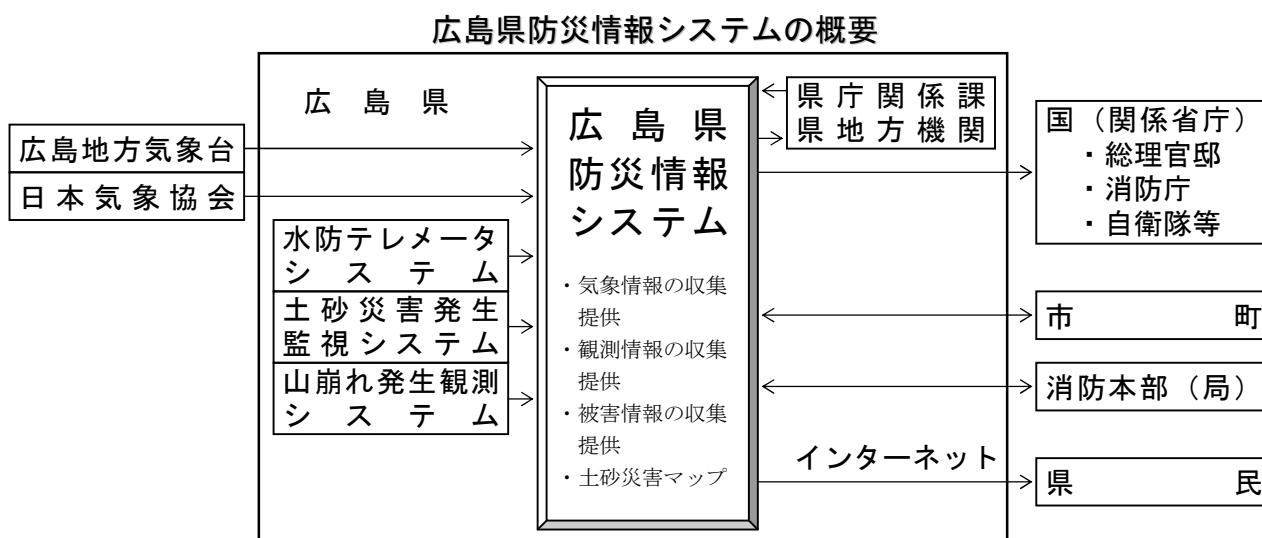 広島県防災情報システムの概要
広島県
広島地方気象台
日本気象協会
水防テレメータ
システム
土砂災害発生
監視システム
山崩れ発生観測
システム
広島県
防災情報
システム
・気象情報の収集
提供
・観測情報の収集
提供
・被害情報の収集
提供
・土砂災害マップ
県庁関係課
県地方機関
インターネット
国（関係省庁）
・総理官邸
・消防庁
・自衛隊等
市町
消防本部（局）
県民